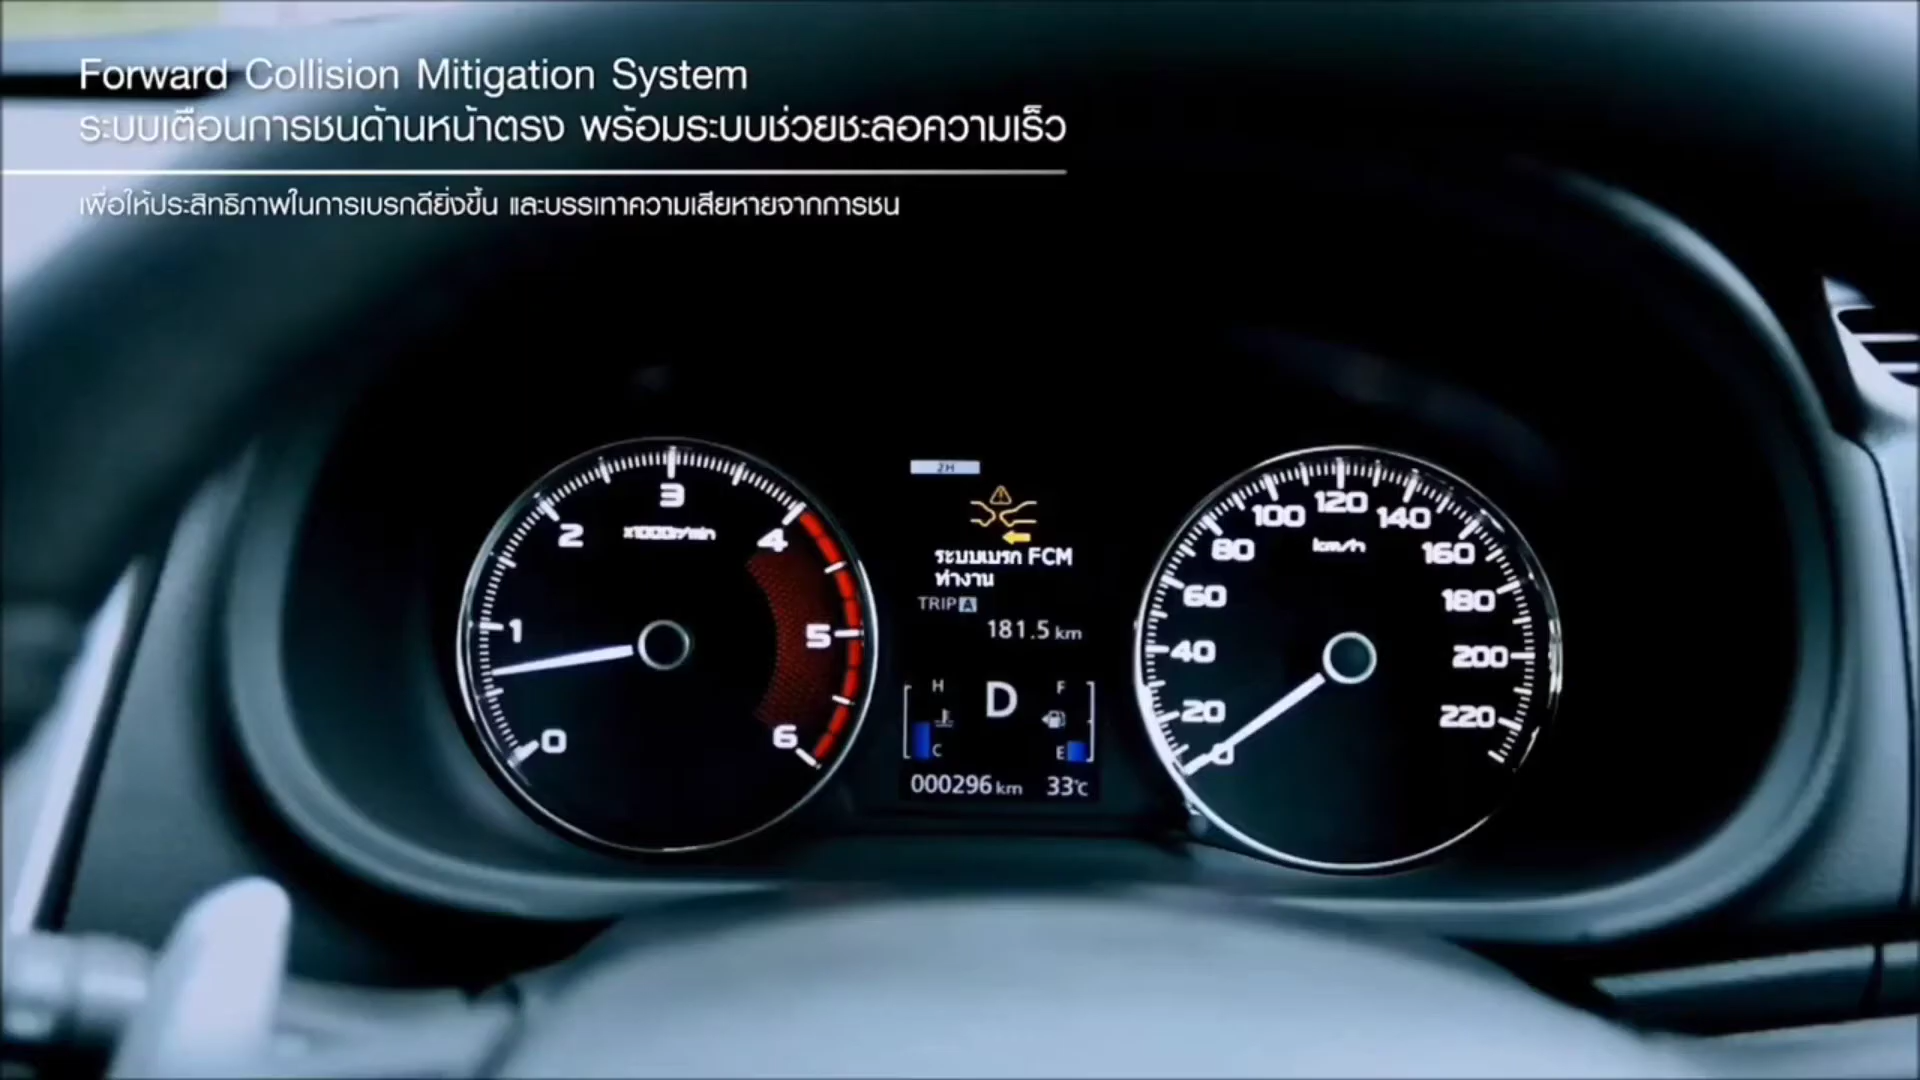 Forward Collision Mitigation System
ระบบเตือนการชนด้านหน้าตรง พร้อมระบบช่วยชะลอความเร็ว
เพื่อให้ประสิทธิภาพในการเบรกดียิ่งขึ้น และบรรเทาความเสียหายจากการชน
0 1 2 3 4 5 6
x1000r/min
2H
ระบบเบรก FCM
ทำงาน
TRIP A
181.5 km
H D F
C E
000296 km 33°C
0 20 40 60 80 100 120 140 160 180 200 220
km/h